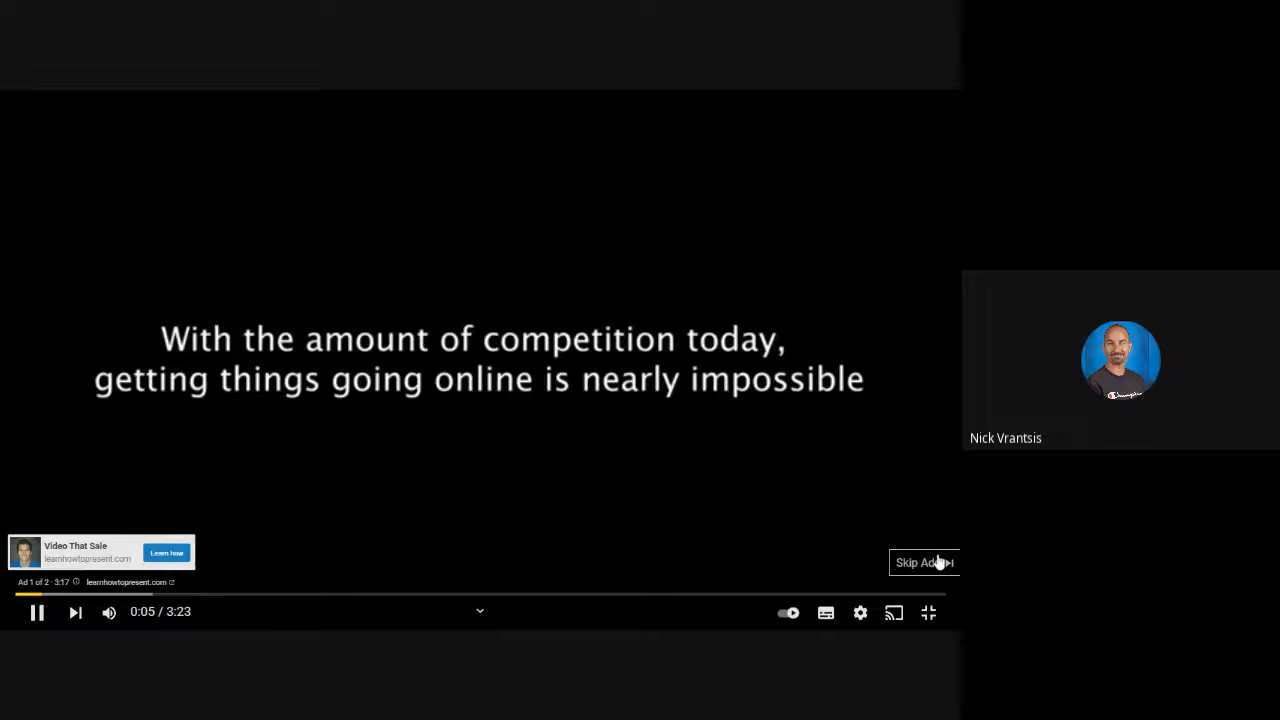 With the amount of competition today,
getting things going online is nearly impossible
Nick Vrantsis
Video That Sale
learnhowtopresent.com
Learn how
Skip Ad
Ad 1 of 2 · 3:17
learnhowtopresent.com
0:05 / 3:23